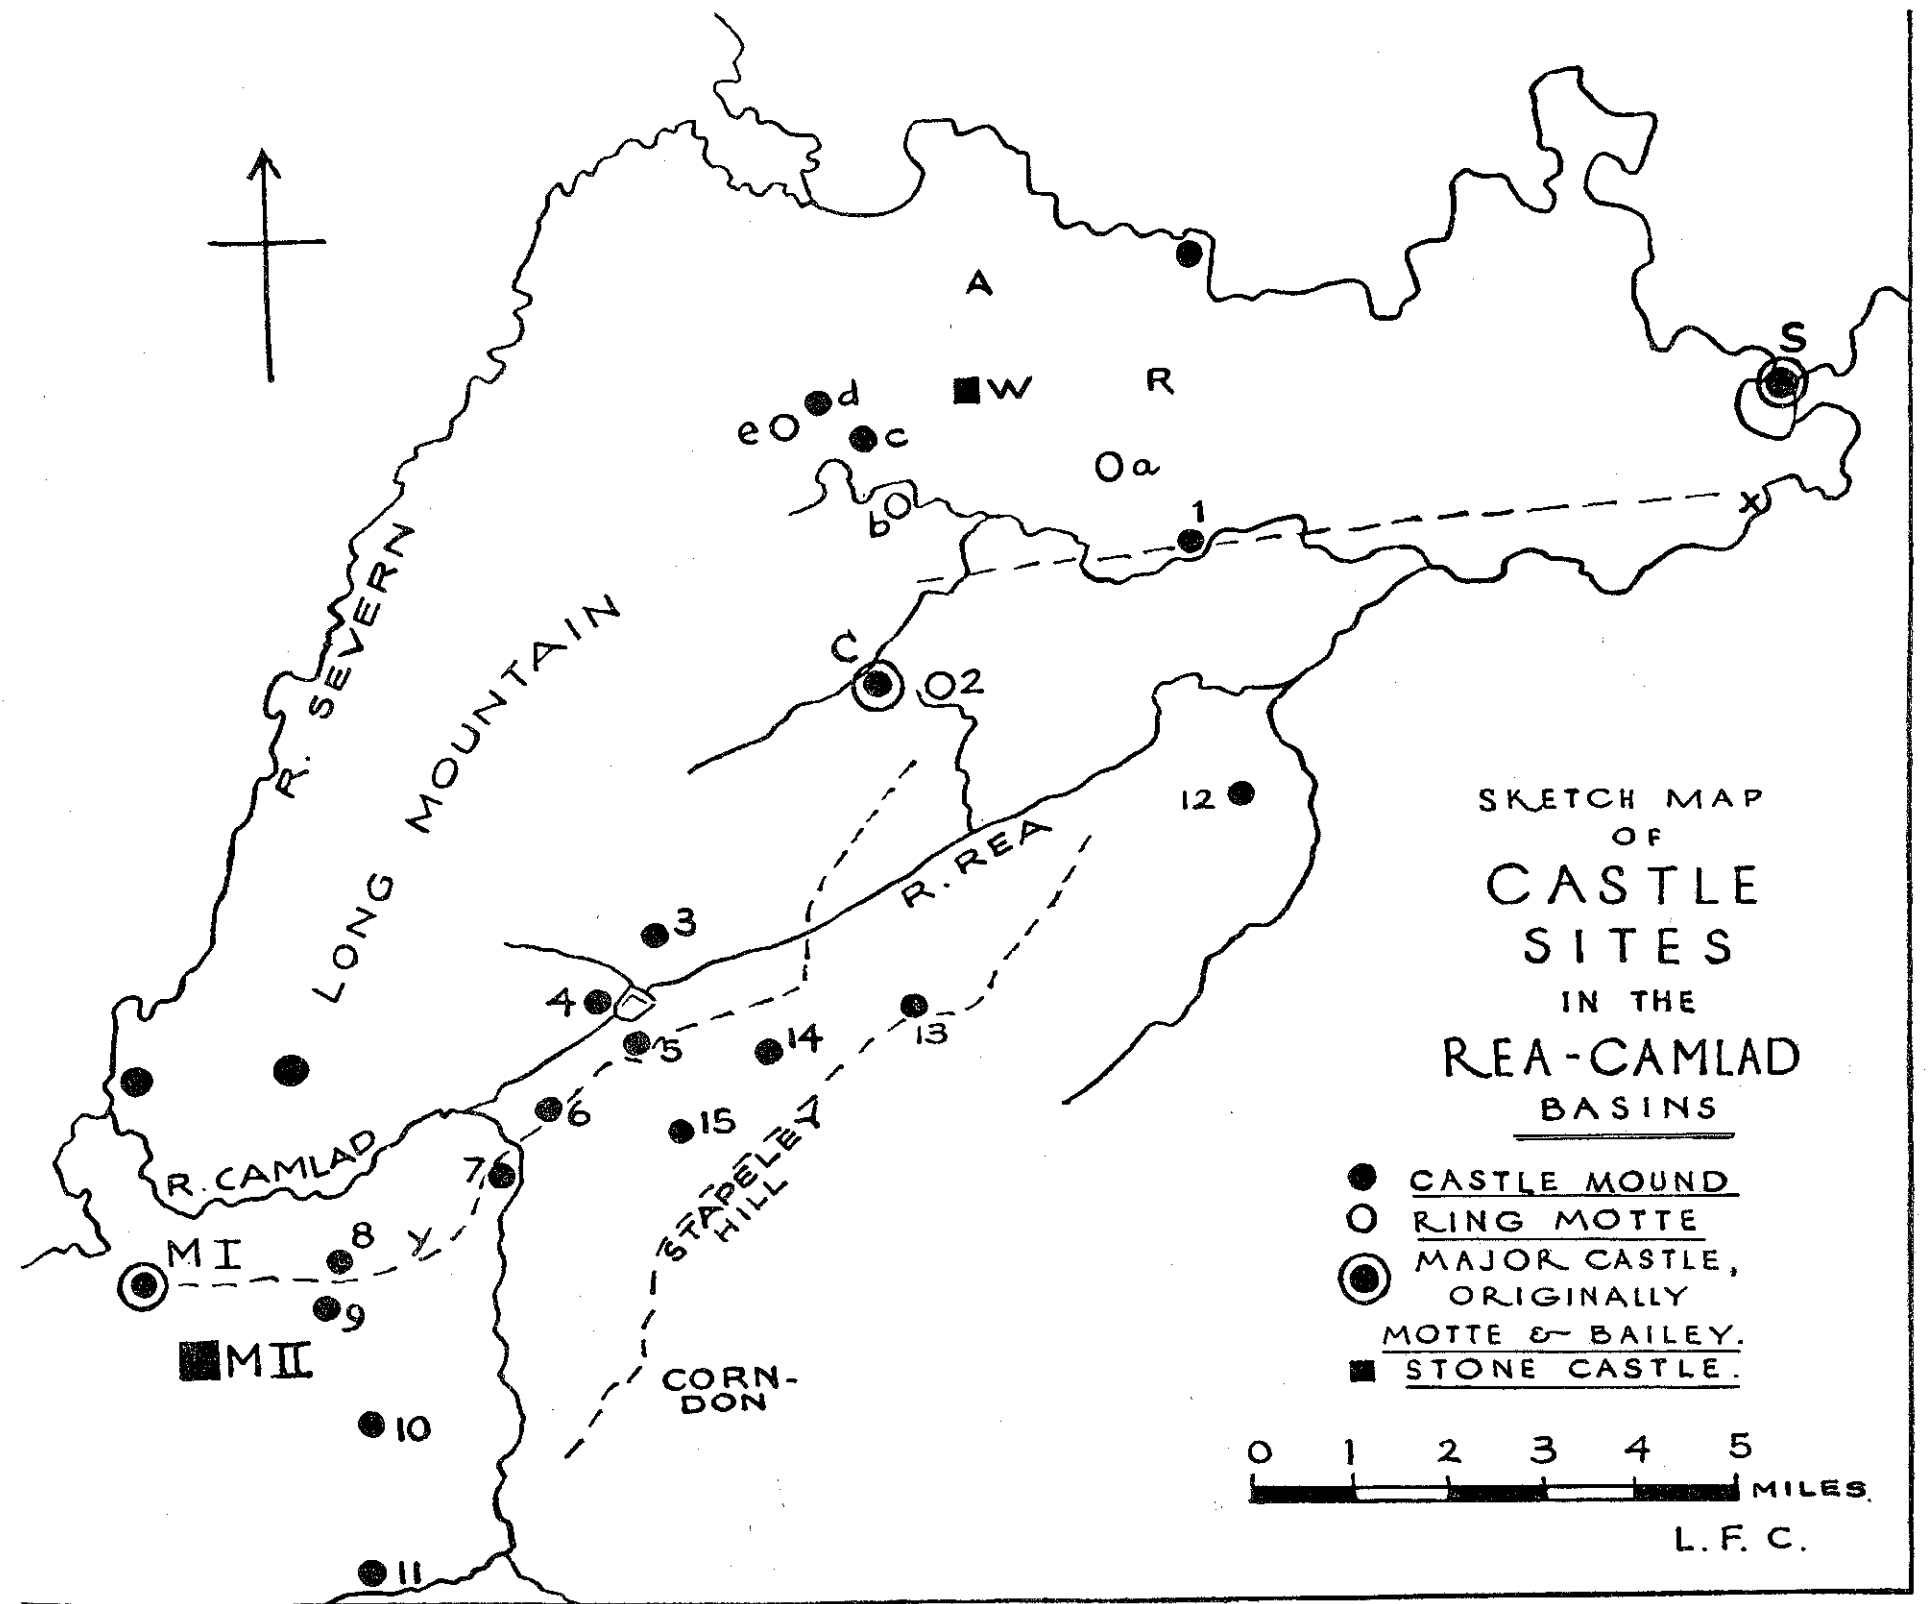 A
S
W
R
d
e
c
a
b
1
x
R. SEVERN
LONG MOUNTAIN
C
2
12
R. REA
3
4
5
14
13
6
15
7
R. CAMLAD
STAPELEY
HILL
Y
8
M I
9
M II
CORN-
DON
10
11
SKETCH MAP
OF
CASTLE
SITES
IN THE
REA-CAMLAD
BASINS
CASTLE MOUND
RING MOTTE
MAJOR CASTLE,
ORIGINALLY
MOTTE & BAILEY.
STONE CASTLE.
0 1 2 3 4 5
MILES.
L. F. C.